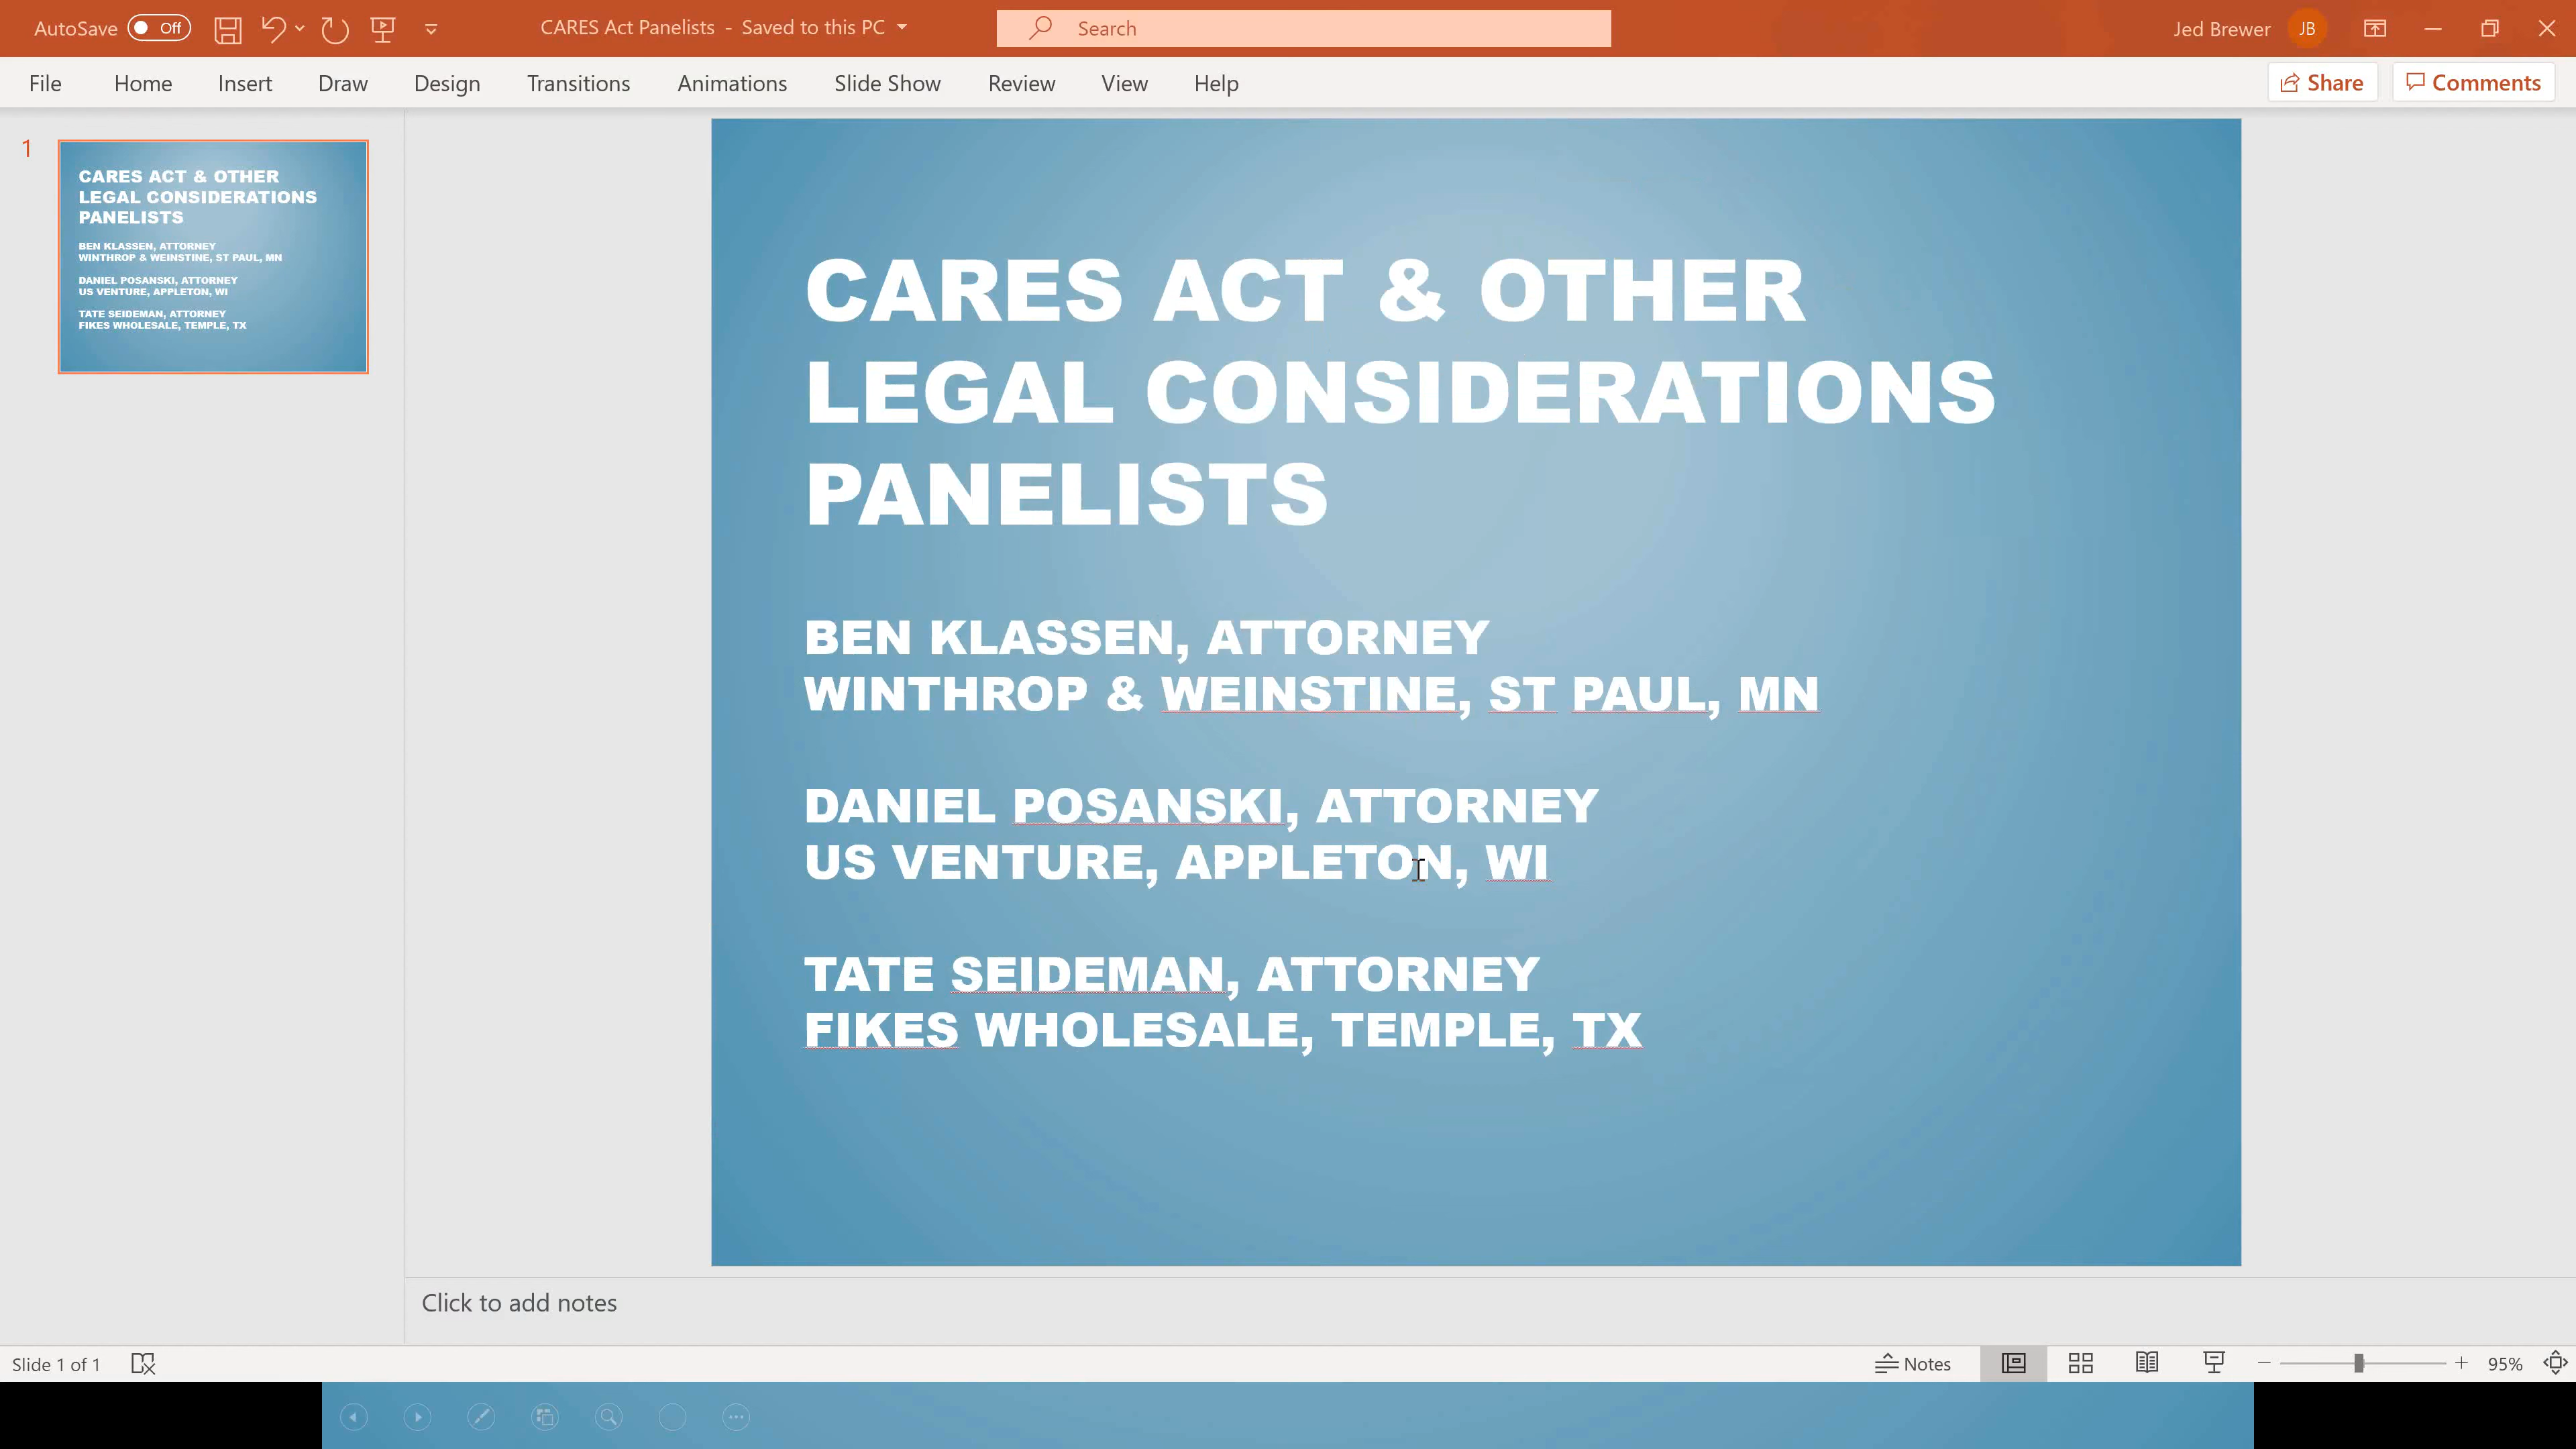 AutoSave Off
CARES Act Panelists - Saved to this PC
Search
Jed Brewer JB
File Home Insert Draw Design Transitions Animations Slide Show Review View Help
Share Comments
1
CARES ACT & OTHER
LEGAL CONSIDERATIONS
PANELISTS
BEN KLASSEN, ATTORNEY
WINTHROP & WEINSTINE, ST PAUL, MN
DANIEL POSANSKI, ATTORNEY
US VENTURE, APPLETON, WI
TATE SEIDEMAN, ATTORNEY
FIKES WHOLESALE, TEMPLE, TX
CARES ACT & OTHER
LEGAL CONSIDERATIONS
PANELISTS
BEN KLASSEN, ATTORNEY
WINTHROP & WEINSTINE, ST PAUL, MN
DANIEL POSANSKI, ATTORNEY
US VENTURE, APPLETON, WI
TATE SEIDEMAN, ATTORNEY
FIKES WHOLESALE, TEMPLE, TX
Click to add notes
Slide 1 of 1
Notes
95%